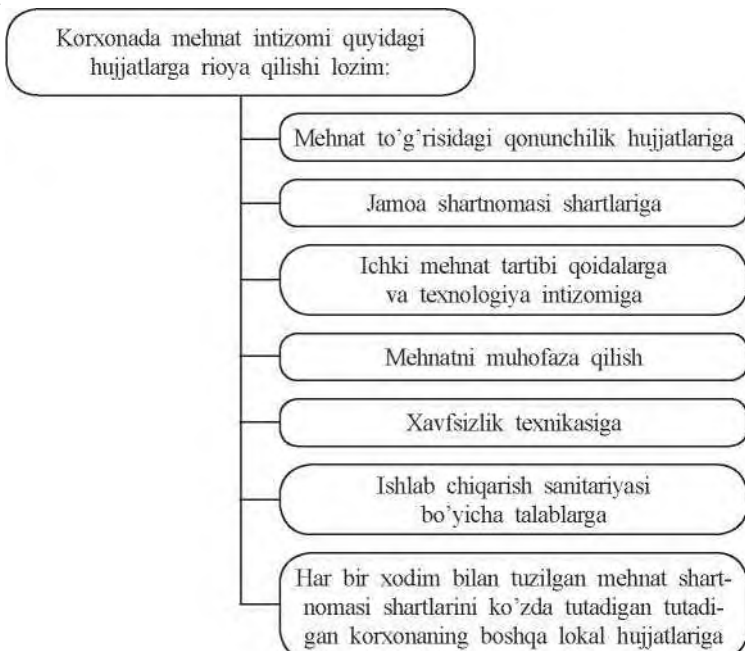 Korxonada mehnat intizomi quyidagi
hujjatlarga rioya qilishi lozim:
Mehnat to’g’risidagi qonunchilik hujjatlariga
Jamoa shartnomasi shartlariga
Ichki mehnat tartibi qoidalarga
va texnologiya intizomiga
Mehnatni muhofaza qilish
Xavfsizlik texnikasiga
Ishlab chiqarish sanitariyasi
bo’yicha talablarga
Har bir xodim bilan tuzilgan mehnat shart-
nomasi shartlarini ko’zda tutadigan tutadi-
gan korxonaning boshqa lokal hujjatlariga